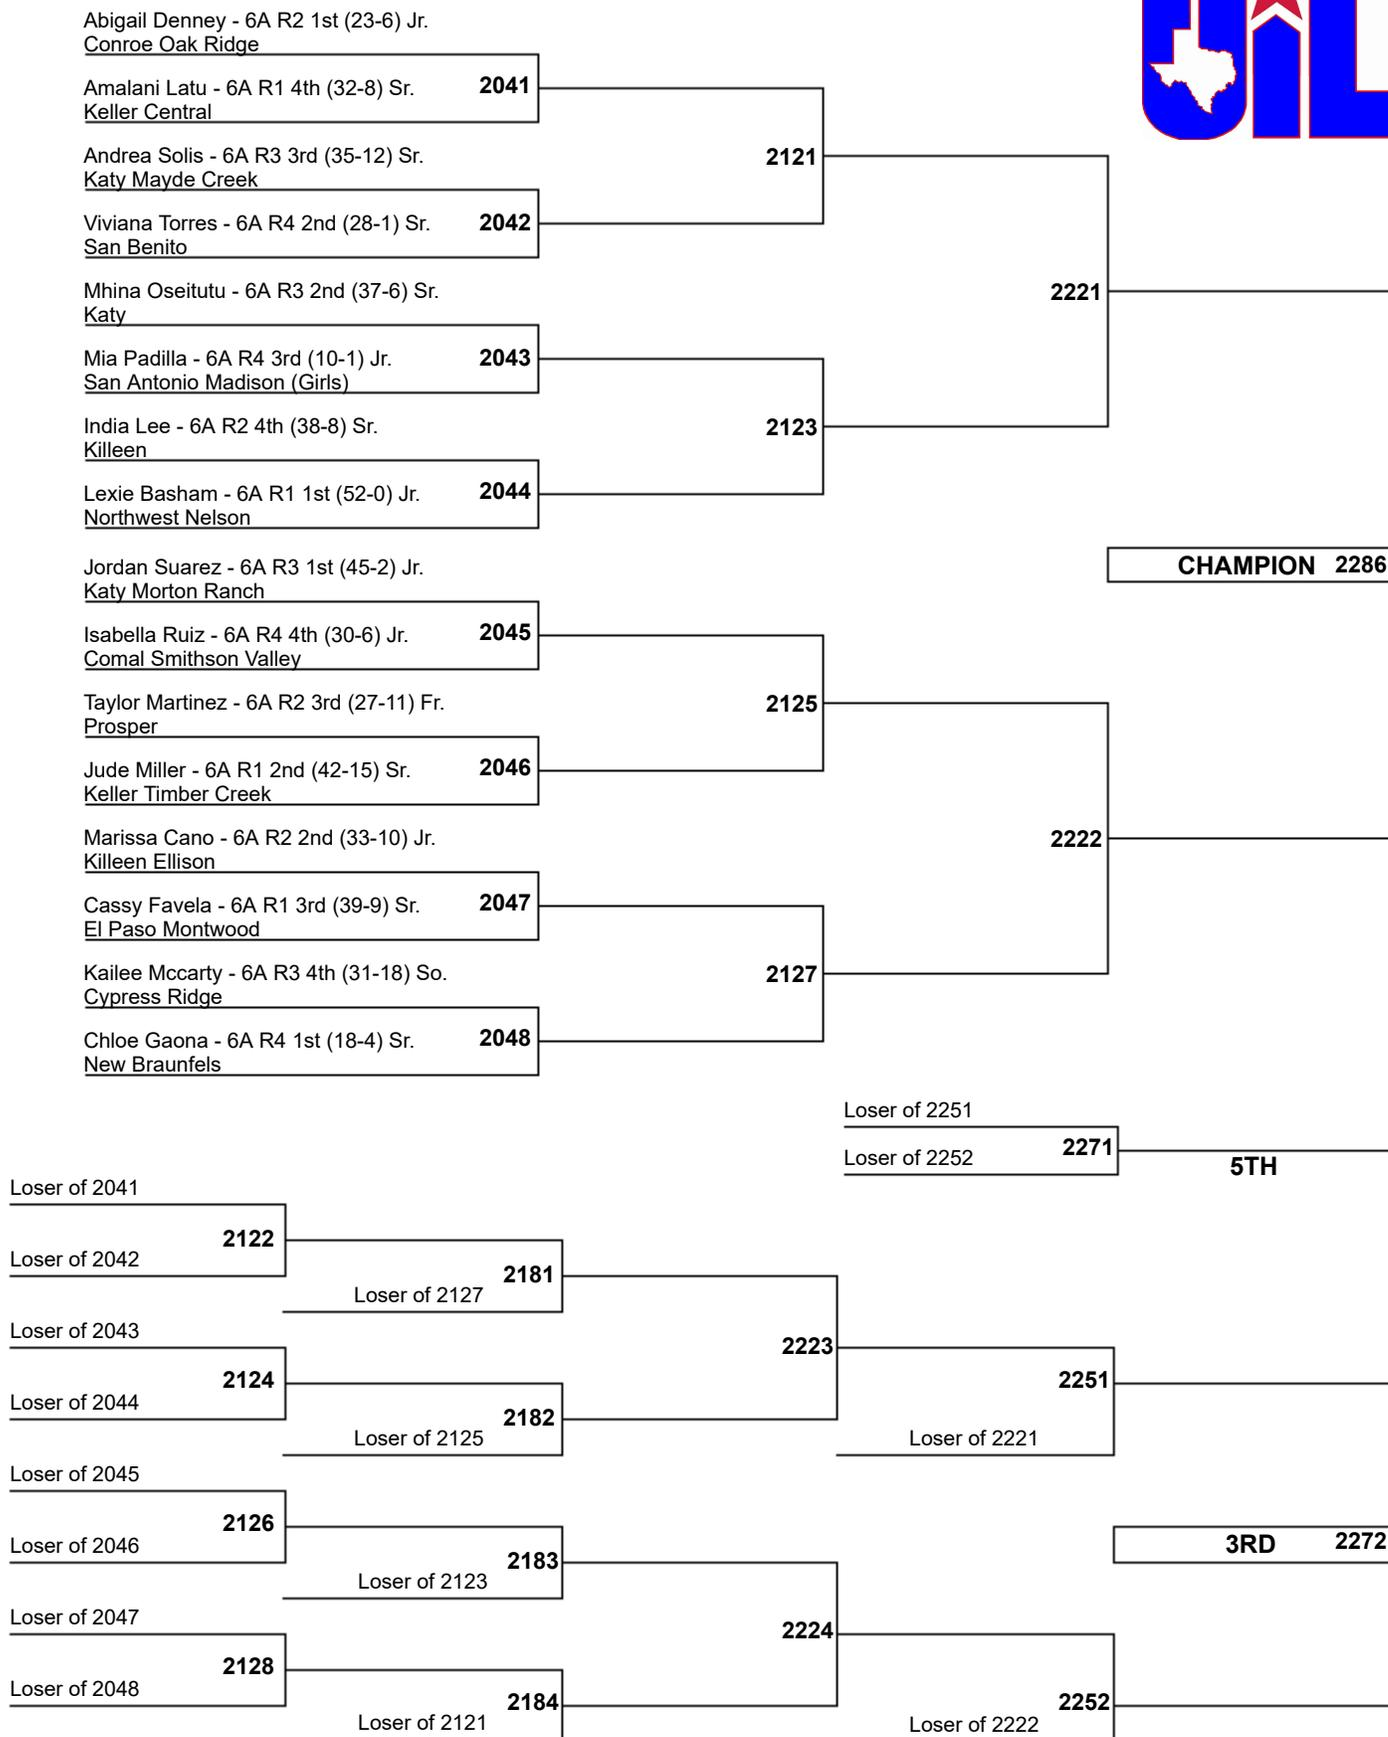 UIL
Abigail Denney - 6A R2 1st (23-6) Jr.
Conroe Oak Ridge
2041
Amalani Latu - 6A R1 4th (32-8) Sr.
Keller Central
2121
Andrea Solis - 6A R3 3rd (35-12) Sr.
Katy Mayde Creek
2042
Viviana Torres - 6A R4 2nd (28-1) Sr.
San Benito
2221
Mhina Oseitutu - 6A R3 2nd (37-6) Sr.
Katy
2043
Mia Padilla - 6A R4 3rd (10-1) Jr.
San Antonio Madison (Girls)
2123
India Lee - 6A R2 4th (38-8) Sr.
Killeen
2044
Lexie Basham - 6A R1 1st (52-0) Jr.
Northwest Nelson
CHAMPION 2286
Jordan Suarez - 6A R3 1st (45-2) Jr.
Katy Morton Ranch
2045
Isabella Ruiz - 6A R4 4th (30-6) Jr.
Comal Smithson Valley
2125
Taylor Martinez - 6A R2 3rd (27-11) Fr.
Prosper
2046
Jude Miller - 6A R1 2nd (42-15) Sr.
Keller Timber Creek
2222
Marissa Cano - 6A R2 2nd (33-10) Jr.
Killeen Ellison
2047
Cassy Favela - 6A R1 3rd (39-9) Sr.
El Paso Montwood
2127
Kailee Mccarty - 6A R3 4th (31-18) So.
Cypress Ridge
2048
Chloe Gaona - 6A R4 1st (18-4) Sr.
New Braunfels
Loser of 2251
2271
Loser of 2252
5TH
Loser of 2041
2122
Loser of 2042
2181
Loser of 2127
Loser of 2043
2223
2124
2251
Loser of 2044
2182
Loser of 2125
Loser of 2221
Loser of 2045
2126
Loser of 2046
3RD 2272
2183
Loser of 2123
Loser of 2047
2224
2128
Loser of 2048
2184
2252
Loser of 2121
Loser of 2222